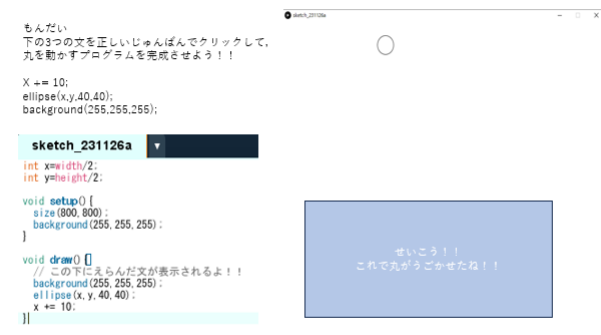 もんだい
下の3つの文を正しいじゅんばんでクリックして，
丸を動かすプログラムを完成させよう！！
X += 10;
ellipse(x,y,40,40);
background(255,255,255);
sketch_231126a
int x=width/2;
int y=height/2;
void setup() {
size(800,800);
background(255,255,255);
}
void draw() {
// この下にえらんだ文が表示されるよ！！
background(255,255,255);
ellipse(x,y,40,40);
x += 10;
}
sketch_231126a
せいこう！！
これで丸がうごかせたね！！